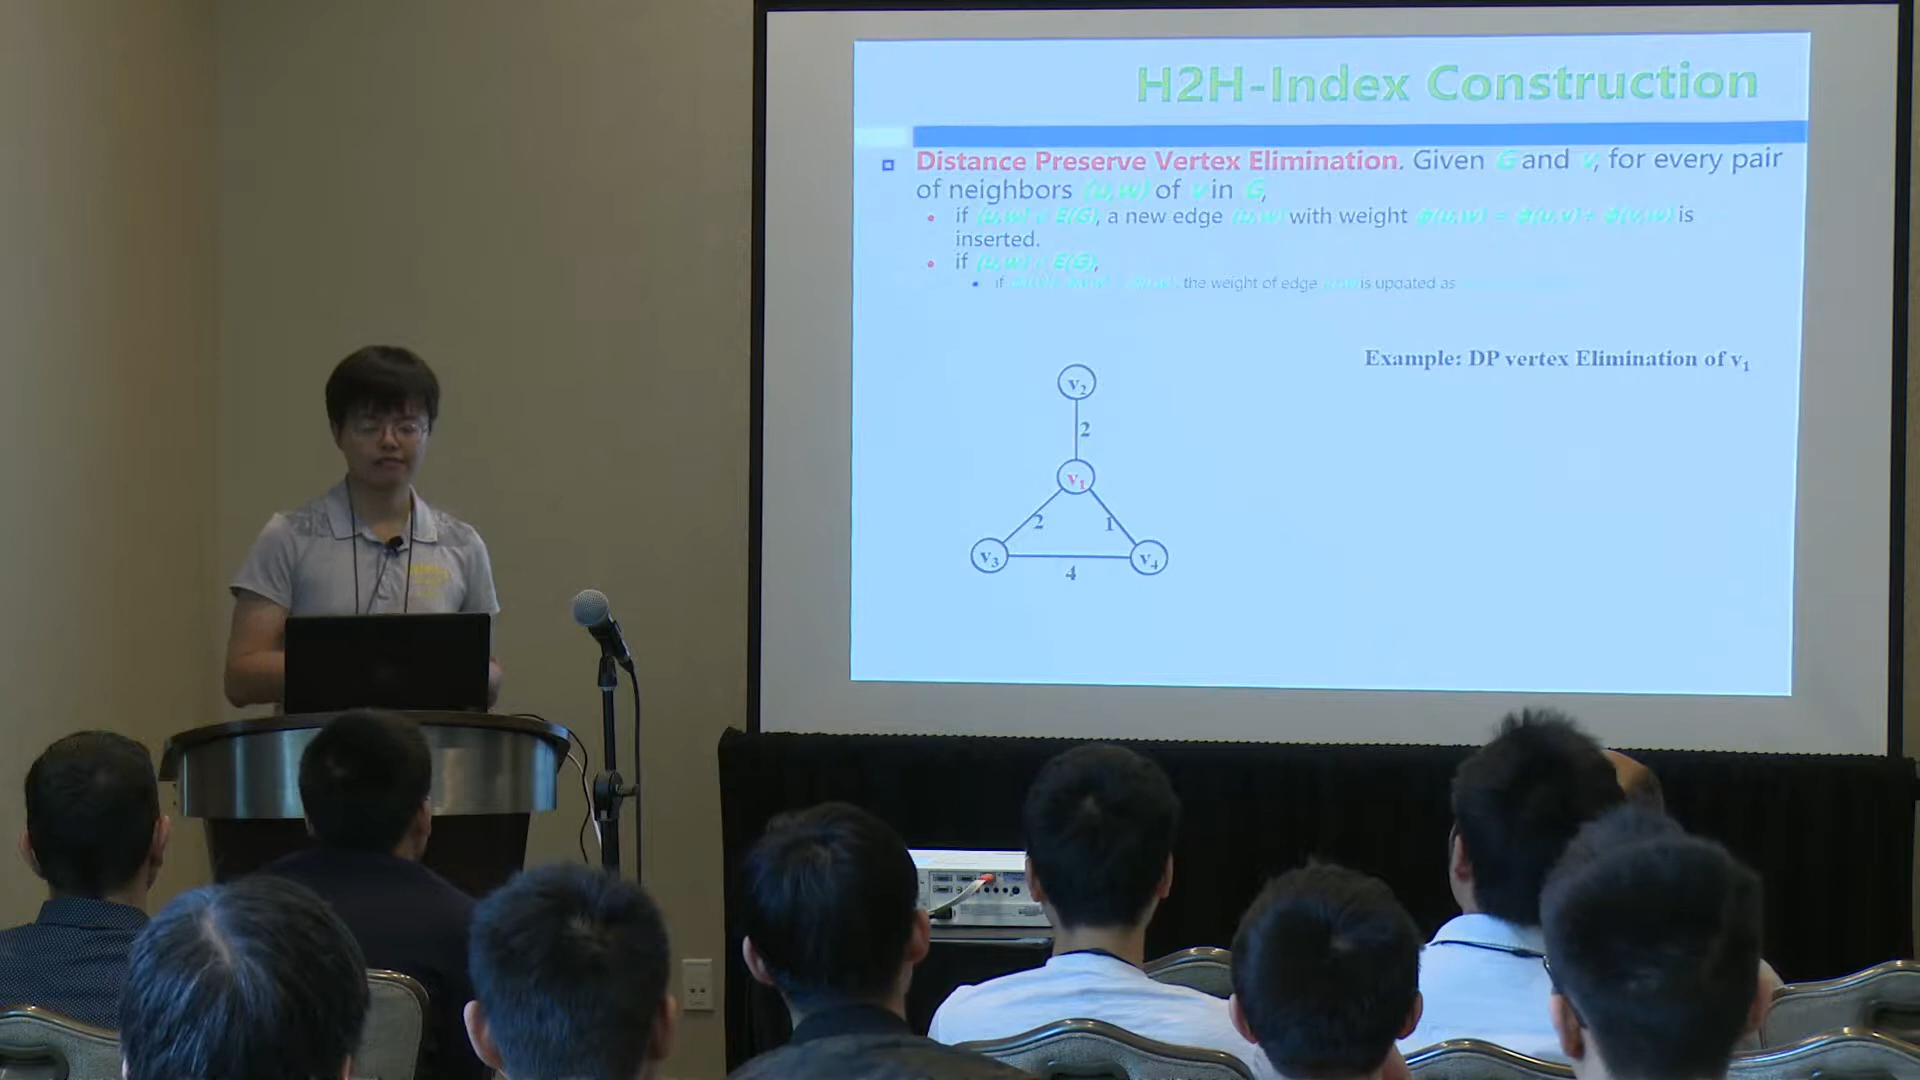 H2H-Index Construction
Distance Preserve Vertex Elimination. Given G and v, for every pair
of neighbors (u,w) of v in G,
if (u,w) ∉ E(G), a new edge (u,w) with weight ϕ(u,w) = ϕ(u,v) + ϕ(v,w) is
inserted.
if (u,w) ∈ E(G),
if the weight of edge is updated as
Example: DP vertex Elimination of v₁
v₂
2
v₁
2
1
v₃
v₄
4